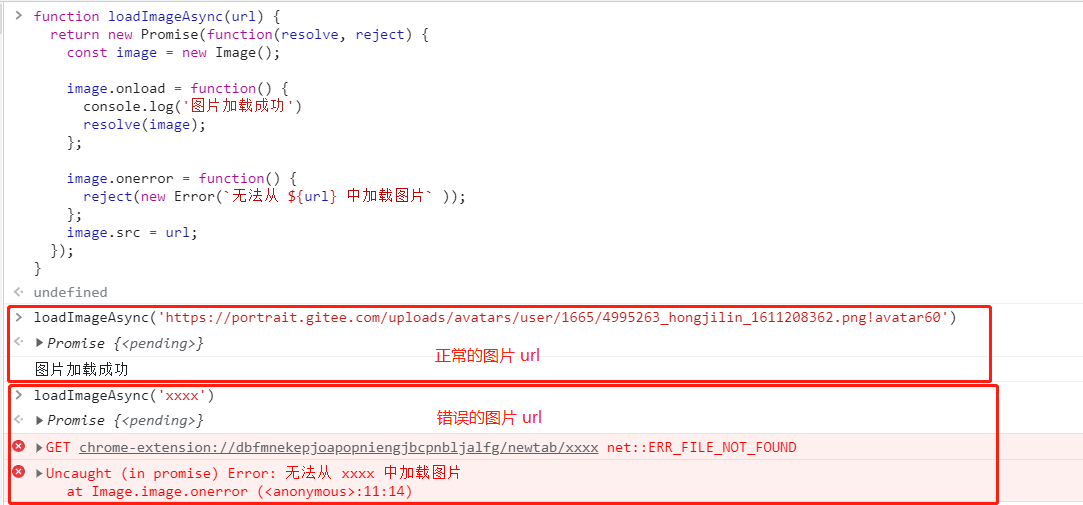 > function loadImageAsync(url) {
return new Promise(function(resolve, reject) {
const image = new Image();
image.onload = function() {
console.log('图片加载成功')
resolve(image);
};
image.onerror = function() {
reject(new Error(`无法从 ${url} 中加载图片` ));
};
image.src = url;
});
}
<· undefined
> loadImageAsync('https://portrait.gitee.com/uploads/avatars/user/1665/4995263_hongjilin_1611208362.png!avatar60')
<· ▶Promise {<pending>}
正常的图片 url
图片加载成功
> loadImageAsync('xxxx')
<· ▶Promise {<pending>}
错误的图片 url
▶GET chrome-extension://dbfmnekepjoapopniengjbcpnbljalfg/newtab/xxxx net::ERR_FILE_NOT_FOUND
▶Uncaught (in promise) Error: 无法从 xxxx 中加载图片
at Image.image.onerror (<anonymous>:11:14)